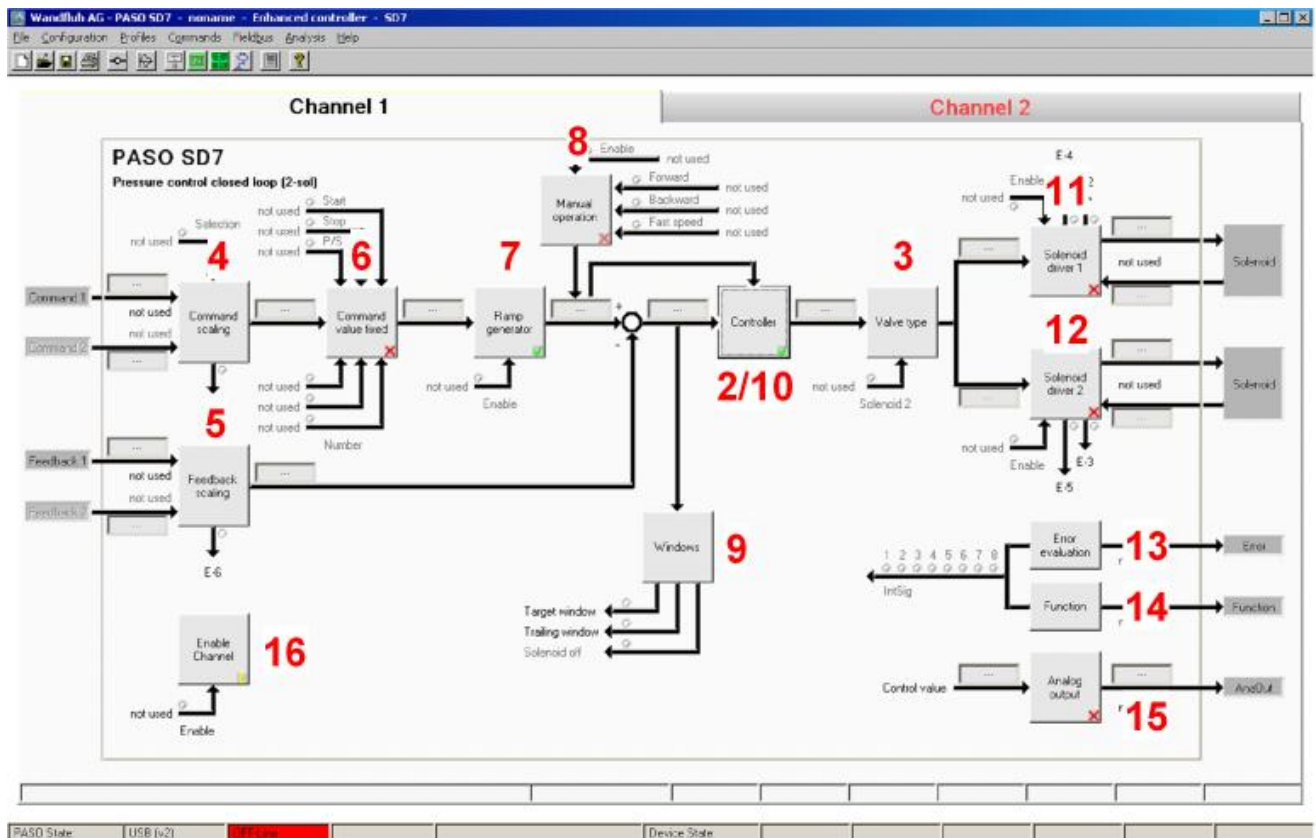 Wandfluh AG - PASO SD7 - noname - Enhanced controller - SD7
File Configuration Profiles Commands Fieldbus Analysis Help
Channel 1
Channel 2
PASO SD7
Pressure control closed loop (2-sol)
8
Enable
not used
Forward
not used
Backward
not used
Fast speed
not used
Manual operation
E-4
Enable
11
2
not used
Selection
not used
4
Start
not used
Stop
not used
P/S
not used
6
7
3
Solenoid driver 1
...
not used
...
Solenoid
Command 1
...
not used
Command 2
not used
...
Command scaling
...
Command value fixed
...
Ramp generator
...
+
-
...
Controller
...
Valve type
...
12
2/10
not used
not used
not used
Number
not used
Enable
not used
Solenoid 2
...
Solenoid driver 2
...
not used
...
Solenoid
not used
Enable
E-3
E-5
5
Feedback 1
...
not used
Feedback 2
not used
...
Feedback scaling
...
E-6
Windows
9
Target window
Trailing window
Solenoid off
1 2 3 4 5 6 7 8
IntSig
Error evaluation
13
Error
Function
14
Function
Enable Channel
16
not used
Enable
Control value
...
Analog output
...
15
AnaOut
PASO State
USB (v2)
OFF-Line
Device State